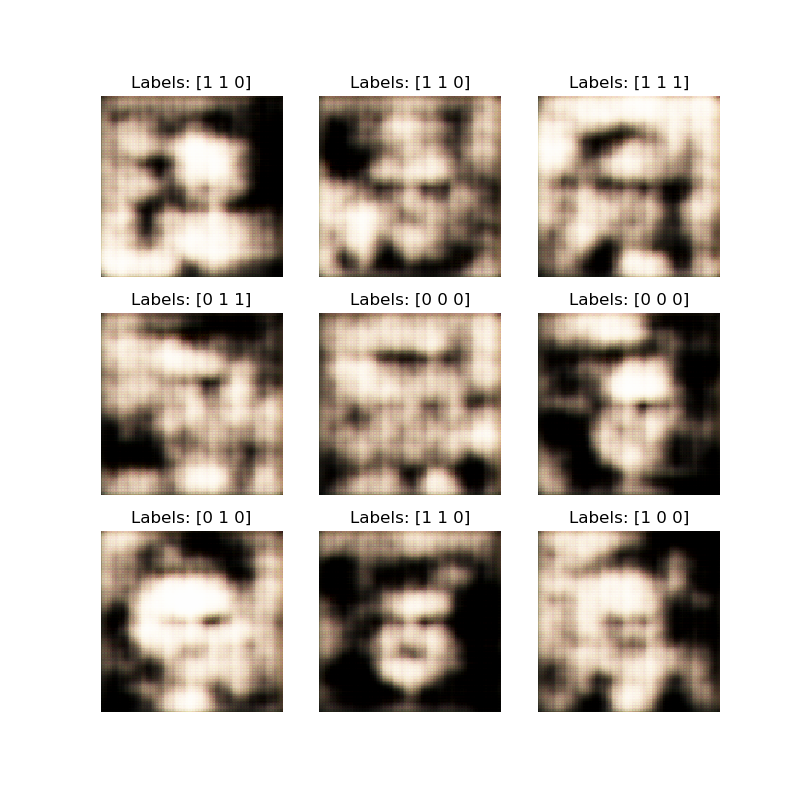 Labels: [1 1 0]
Labels: [1 1 0]
Labels: [1 1 1]
Labels: [0 1 1]
Labels: [0 0 0]
Labels: [0 0 0]
Labels: [0 1 0]
Labels: [1 1 0]
Labels: [1 0 0]